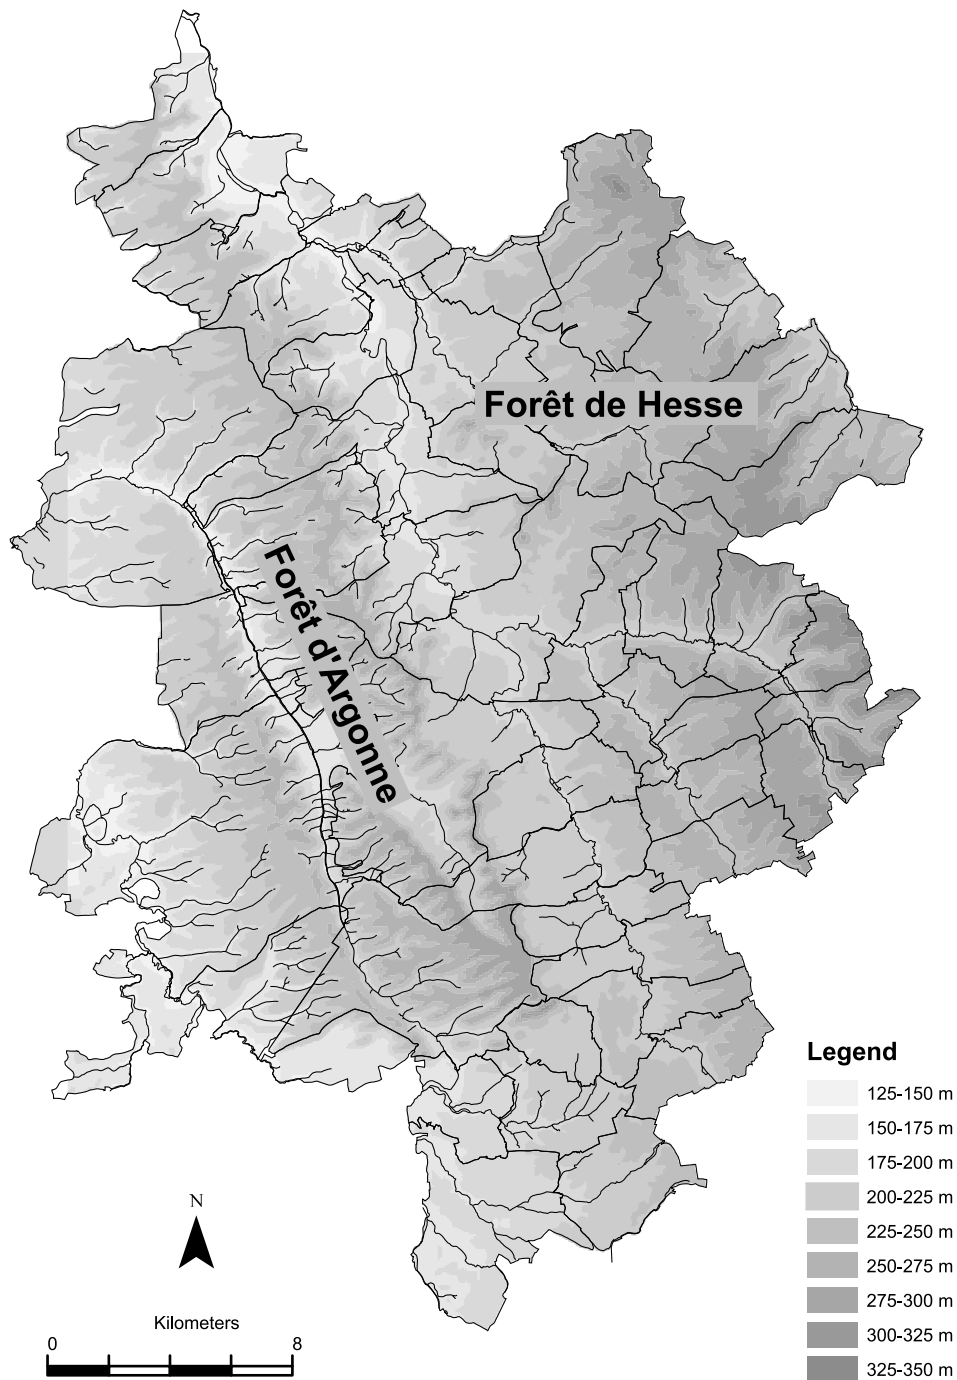 Forêt de Hesse
Forêt d'Argonne
Legend
125-150 m
150-175 m
175-200 m
200-225 m
225-250 m
250-275 m
275-300 m
300-325 m
325-350 m
N
Kilometers
0 8